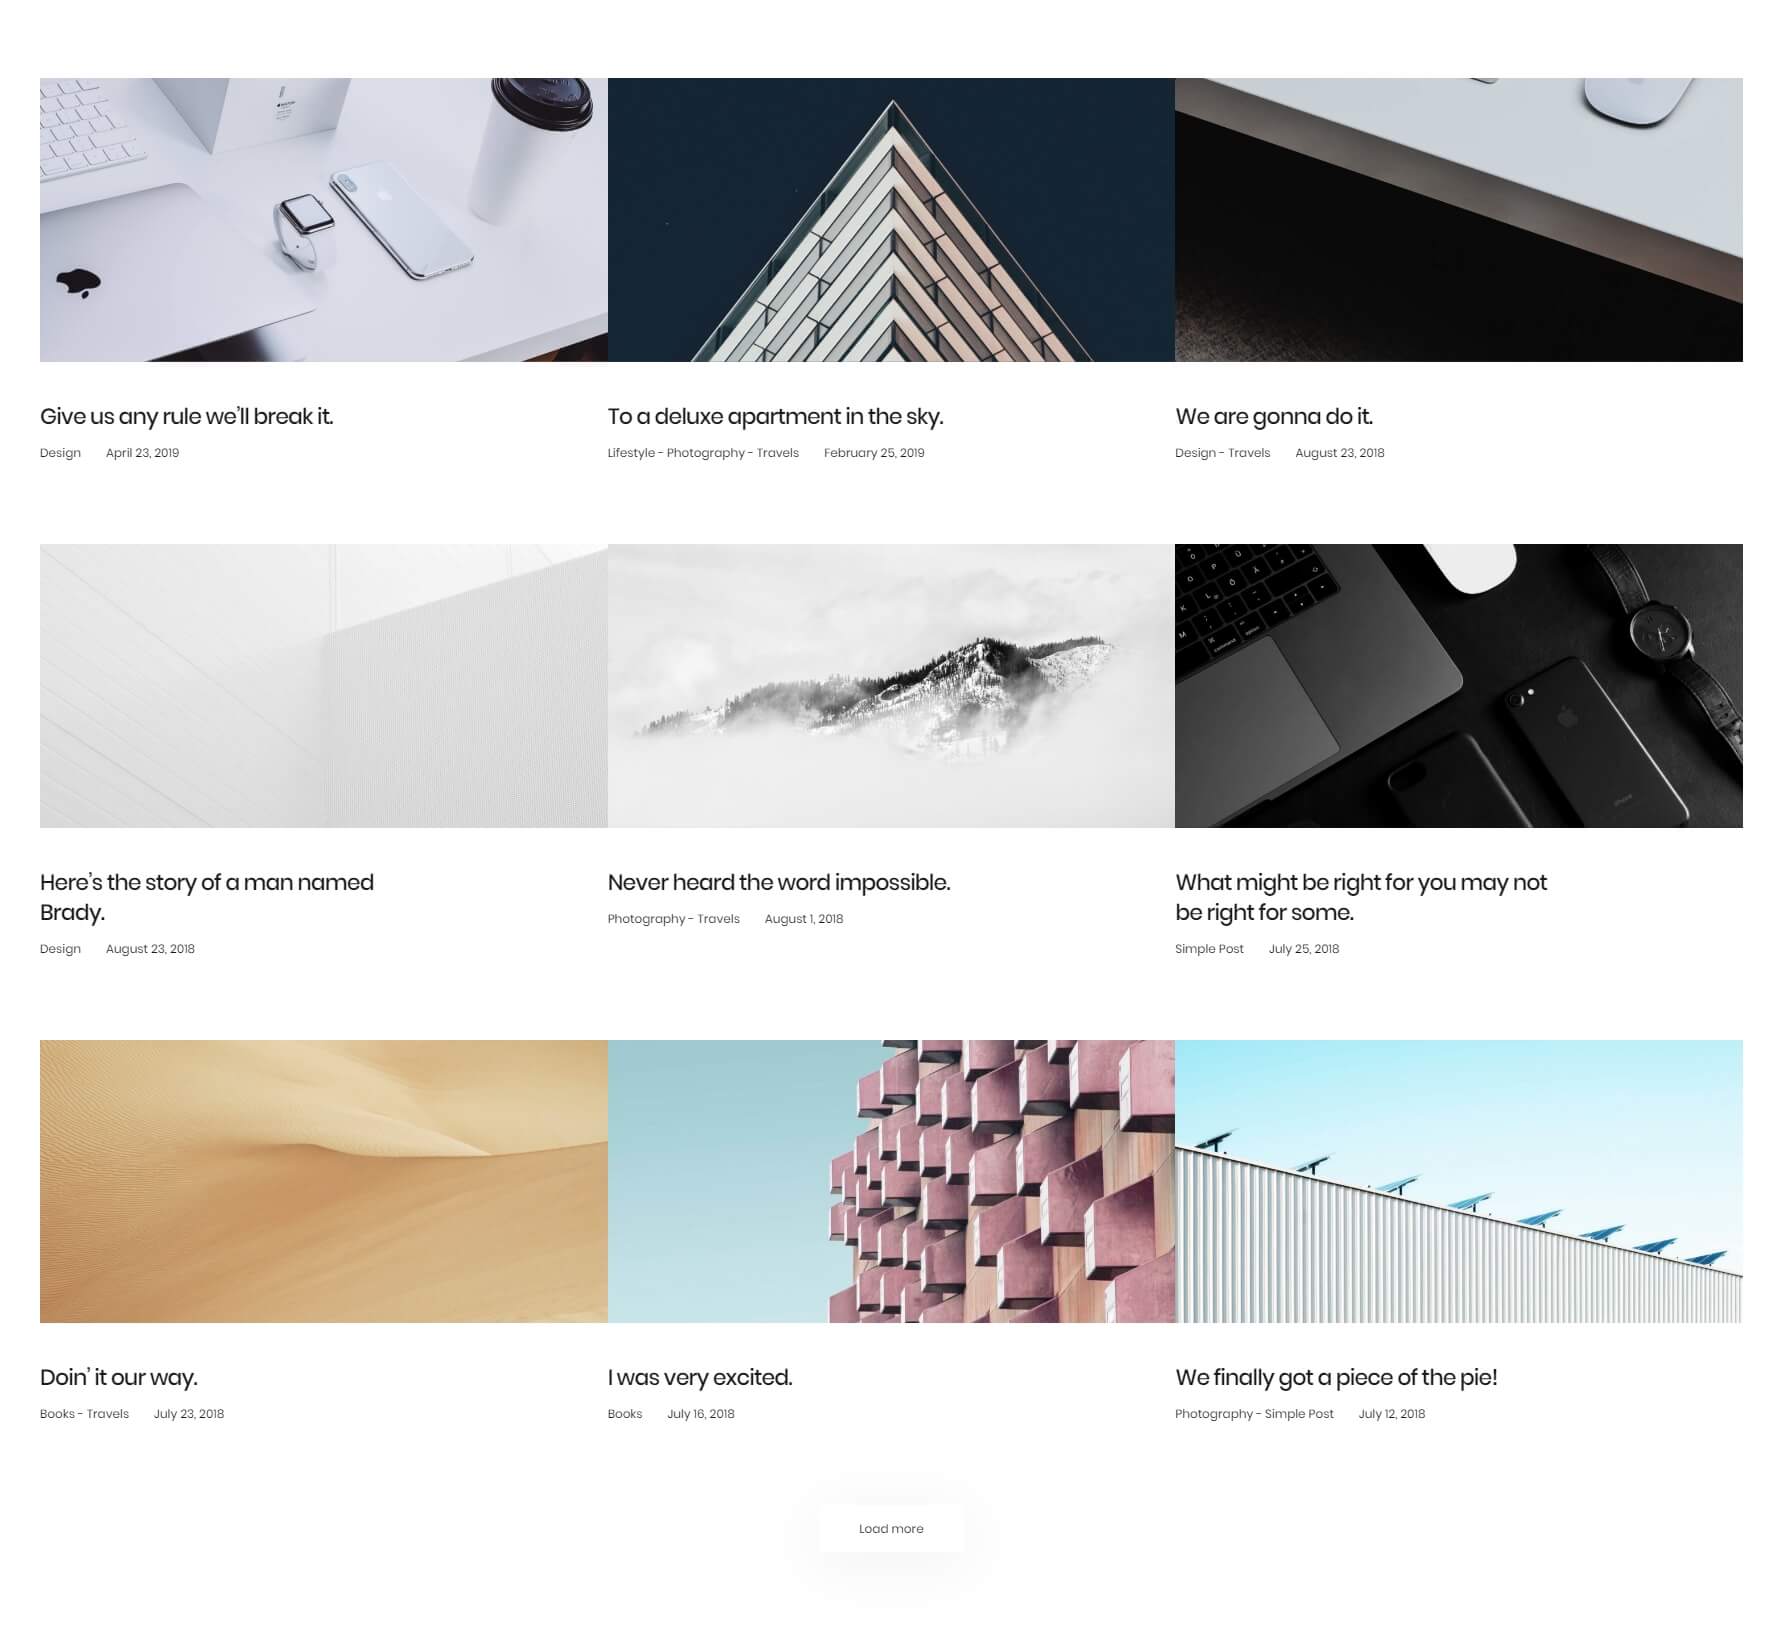 Give us any rule we’ll break it.
Design April 23, 2019
To a deluxe apartment in the sky.
Lifestyle - Photography - Travels February 25, 2019
We are gonna do it.
Design - Travels August 23, 2018
Here’s the story of a man named
Brady.
Design August 23, 2018
Never heard the word impossible.
Photography - Travels August 1, 2018
What might be right for you may not
be right for some.
Simple Post July 25, 2018
Doin’ it our way.
Books - Travels July 23, 2018
I was very excited.
Books July 16, 2018
We finally got a piece of the pie!
Photography - Simple Post July 12, 2018
Load more